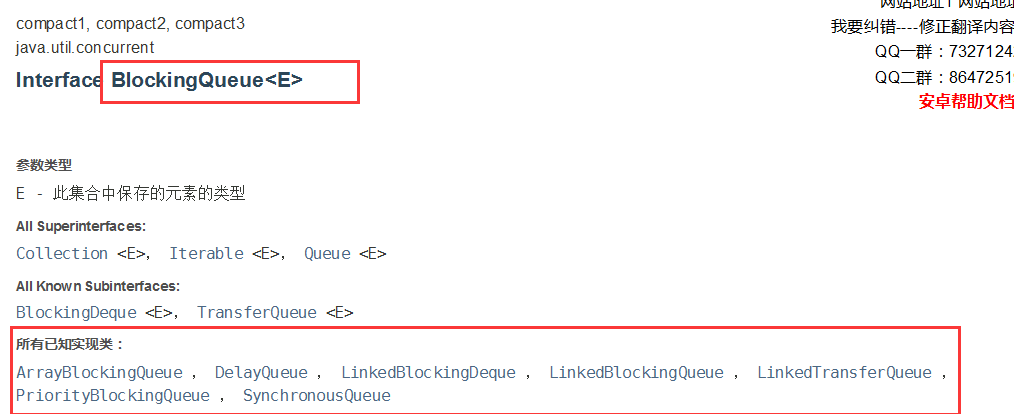 compact1, compact2, compact3
java.util.concurrent
Interface BlockingQueue<E>
我要纠错----修正翻译内容
QQ一群：7327124
QQ二群：8647251
安卓帮助文档
参数类型
E - 此集合中保存的元素的类型
All Superinterfaces:
Collection <E>， Iterable <E>， Queue <E>
All Known Subinterfaces:
BlockingDeque <E>， TransferQueue <E>
所有已知实现类：
ArrayBlockingQueue ， DelayQueue ， LinkedBlockingDeque ， LinkedBlockingQueue ， LinkedTransferQueue ，
PriorityBlockingQueue ， SynchronousQueue